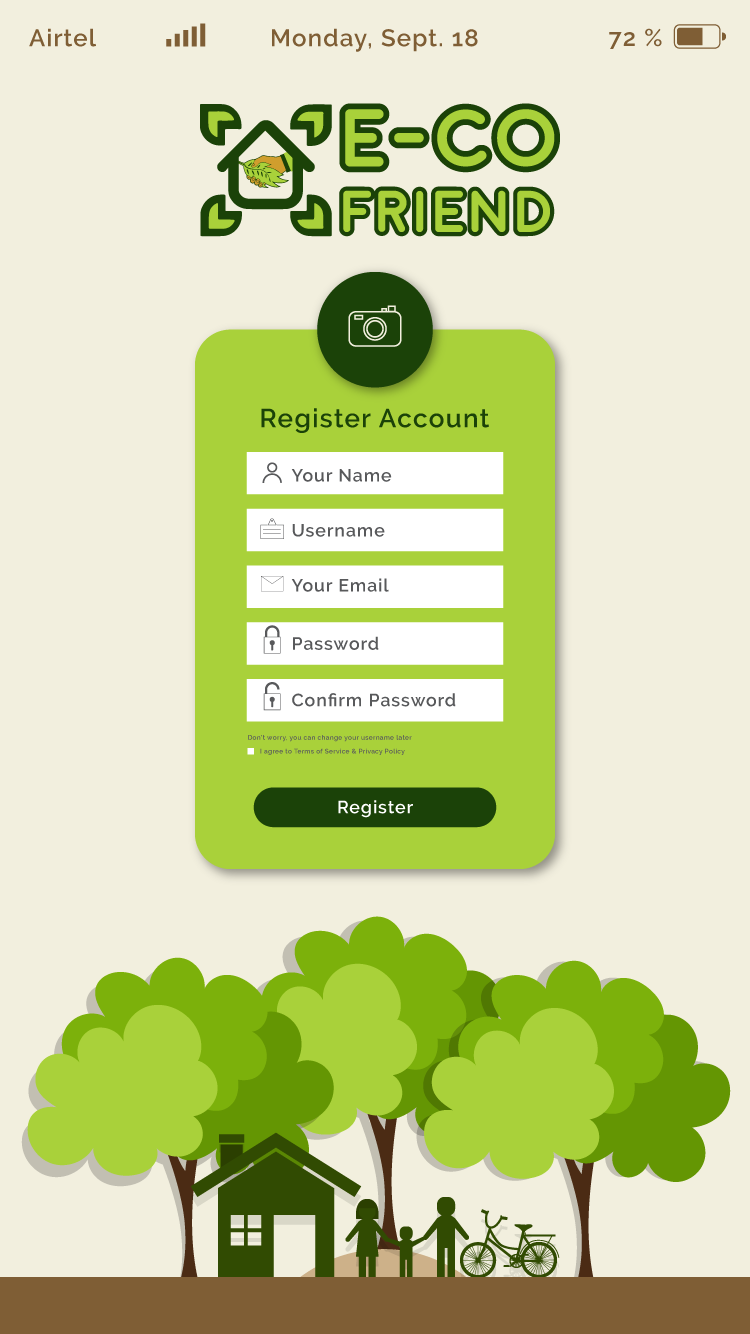 Airtel Monday, Sept. 18 72 %
E-CO
FRIEND
Register Account
Your Name
Username
Your Email
Password
Confirm Password
Don't worry, you can change your username later
I agree to Terms of Service & Privacy Policy
Register